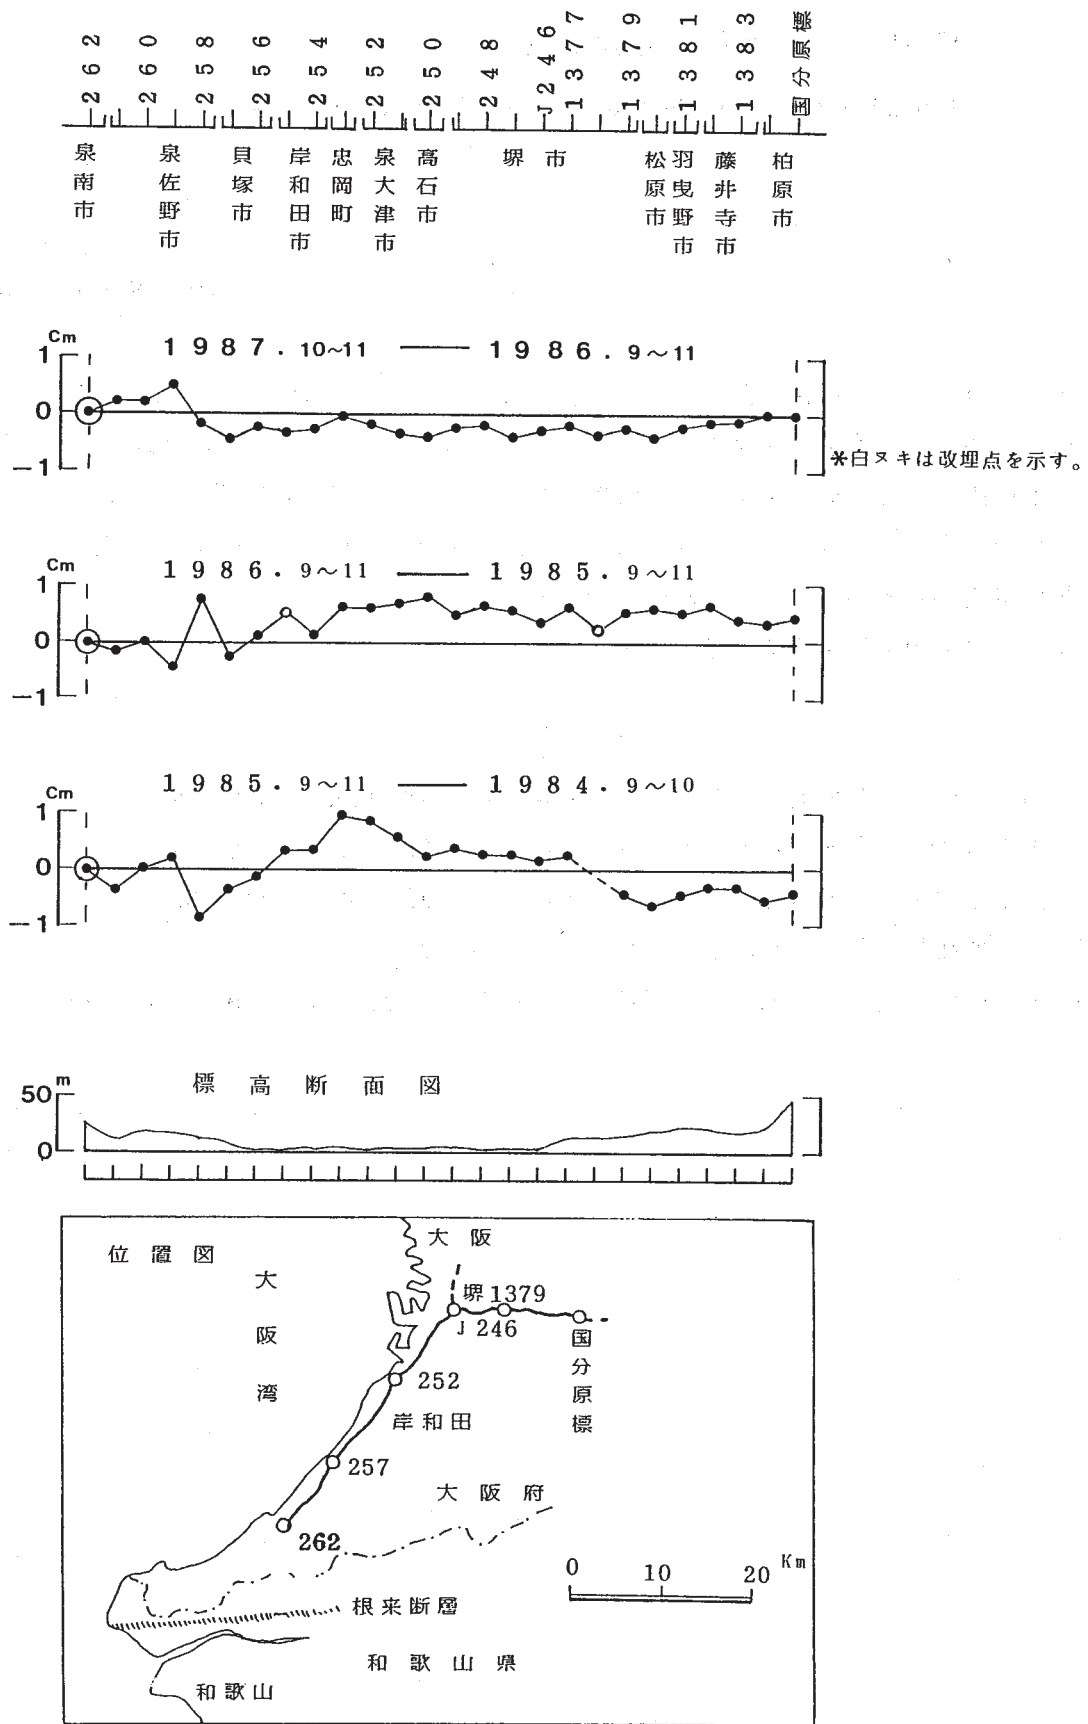 262 260 258 256 254 252 250 248 J246 1377 1379 1381 1383 国分原標
泉南市 泉佐野市 貝塚市 岸和田市 忠岡町 泉大津市 高石市 堺市 松原市 羽曳野市 藤井寺市 柏原市
Cm
1987.10~11 ── 1986.9~11
1
0
-1
*白ヌキは改埋点を示す。
Cm
1986.9~11 ── 1985.9~11
1
0
-1
Cm
1985.9~11 ── 1984.9~10
1
0
-1
標高断面図
50 m
0
位置図
大阪
大阪湾
堺 1379
J 246
国分原標
252
岸和田
257
大阪府
262
0 10 20 Km
根来断層
和歌山県
和歌山